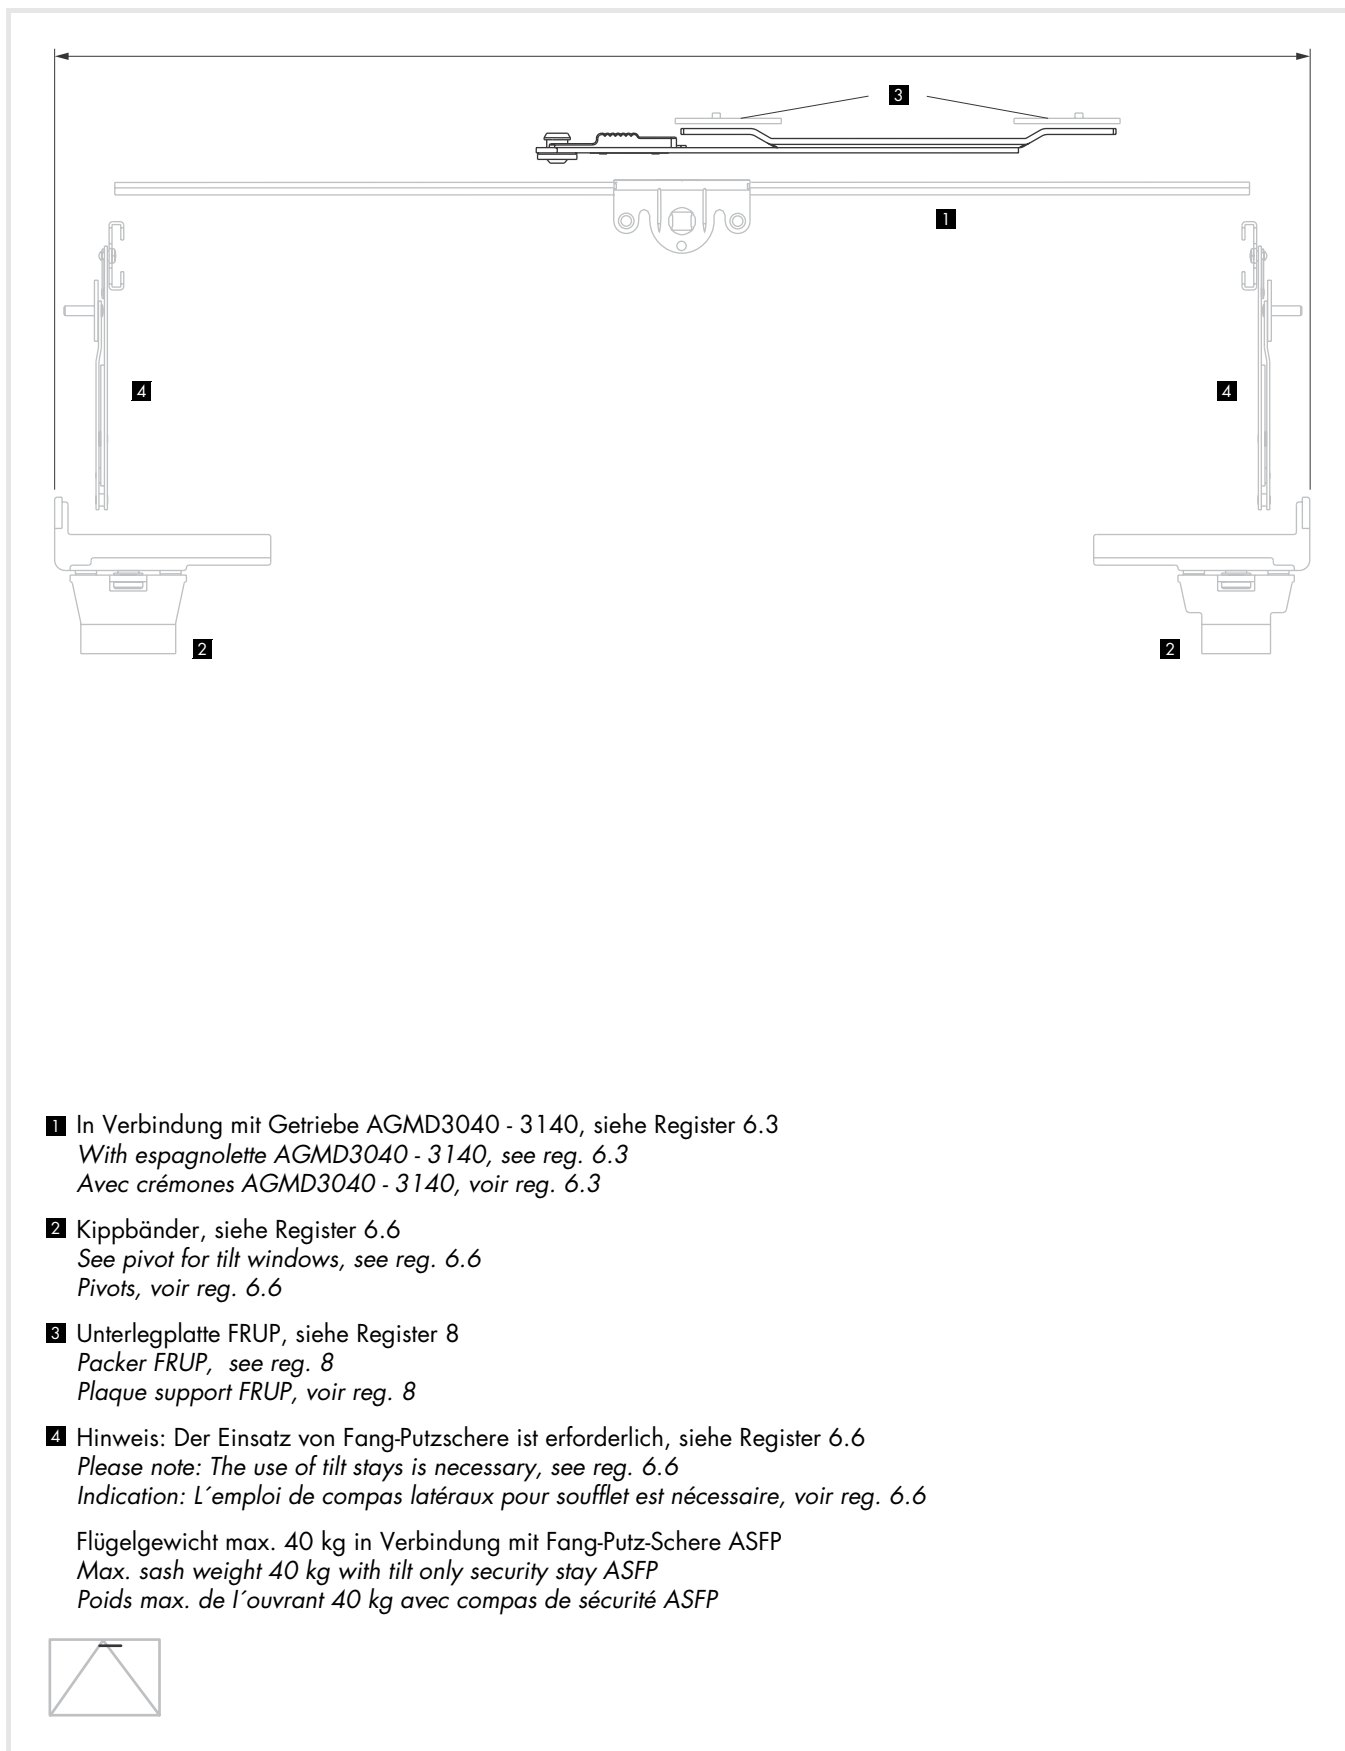 3
1
4
4
2
2
1 In Verbindung mit Getriebe AGMD3040 - 3140, siehe Register 6.3
With espagnolette AGMD3040 - 3140, see reg. 6.3
Avec crémones AGMD3040 - 3140, voir reg. 6.3
2 Kippbänder, siehe Register 6.6
See pivot for tilt windows, see reg. 6.6
Pivots, voir reg. 6.6
3 Unterlegplatte FRUP, siehe Register 8
Packer FRUP, see reg. 8
Plaque support FRUP, voir reg. 8
4 Hinweis: Der Einsatz von Fang-Putzschere ist erforderlich, siehe Register 6.6
Please note: The use of tilt stays is necessary, see reg. 6.6
Indication: L´emploi de compas latéraux pour soufflet est nécessaire, voir reg. 6.6
Flügelgewicht max. 40 kg in Verbindung mit Fang-Putz-Schere ASFP
Max. sash weight 40 kg with tilt only security stay ASFP
Poids max. de l´ouvrant 40 kg avec compas de sécurité ASFP